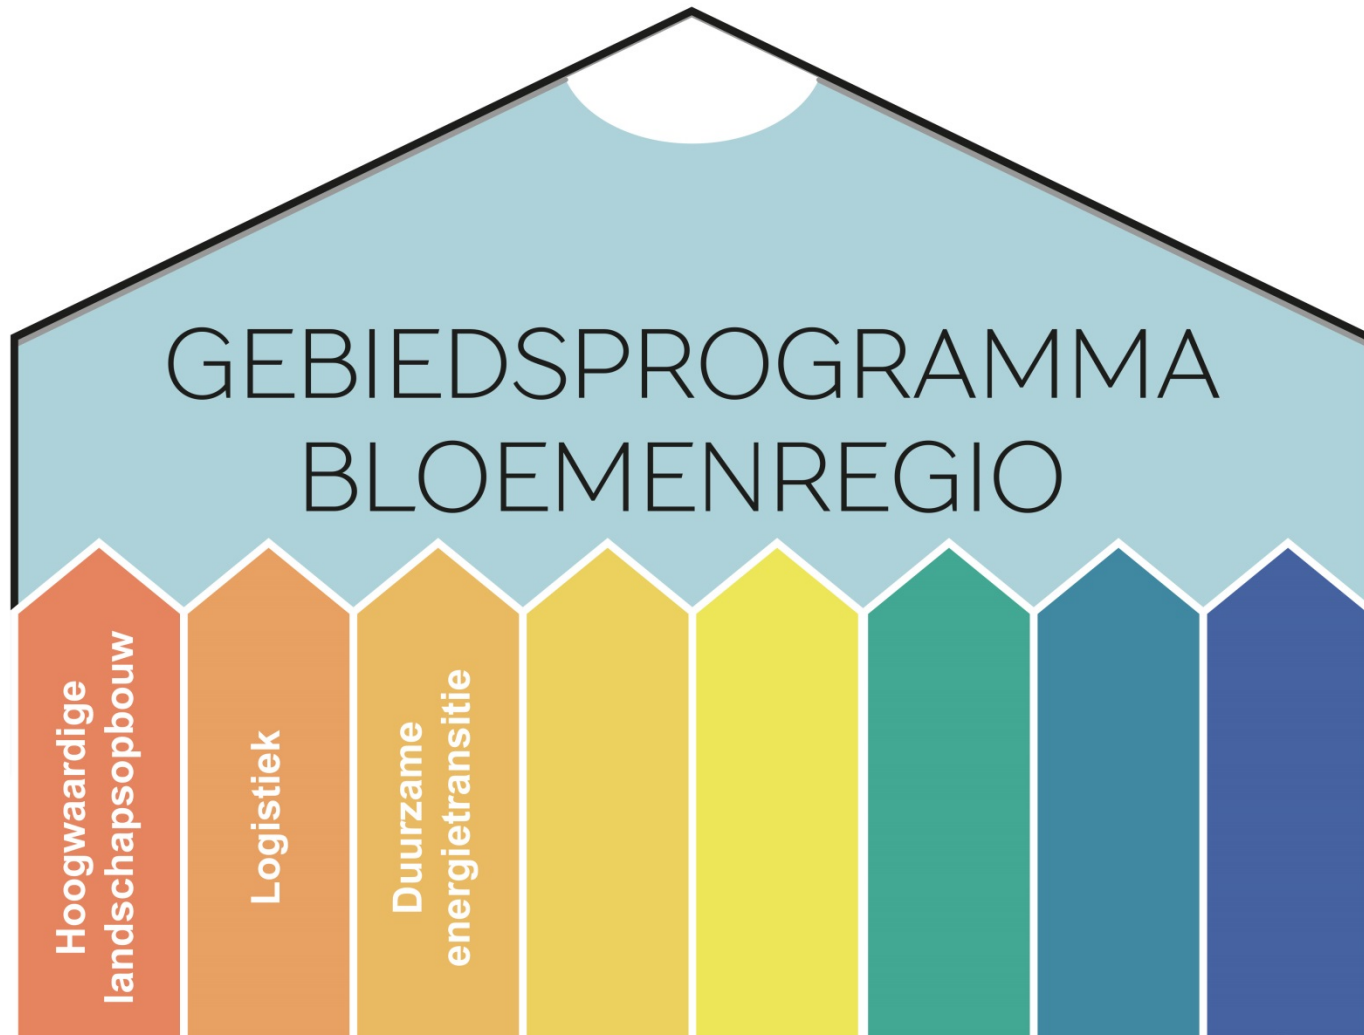 GEBIEDSPROGRAMMA
BLOEMENREGIO
Hoogwaardige
landschapsopbouw
Logistiek
Duurzame
energietransitie